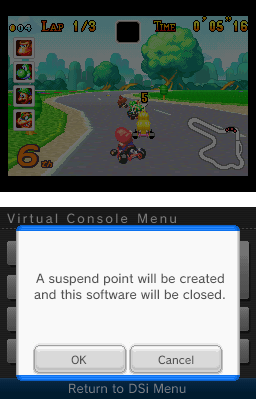 004 LAP 1/3 TIME 0'05"16
5
6th
Virtual Console Menu
A suspend point will be created
and this software will be closed.
OK Cancel
Return to DSi Menu